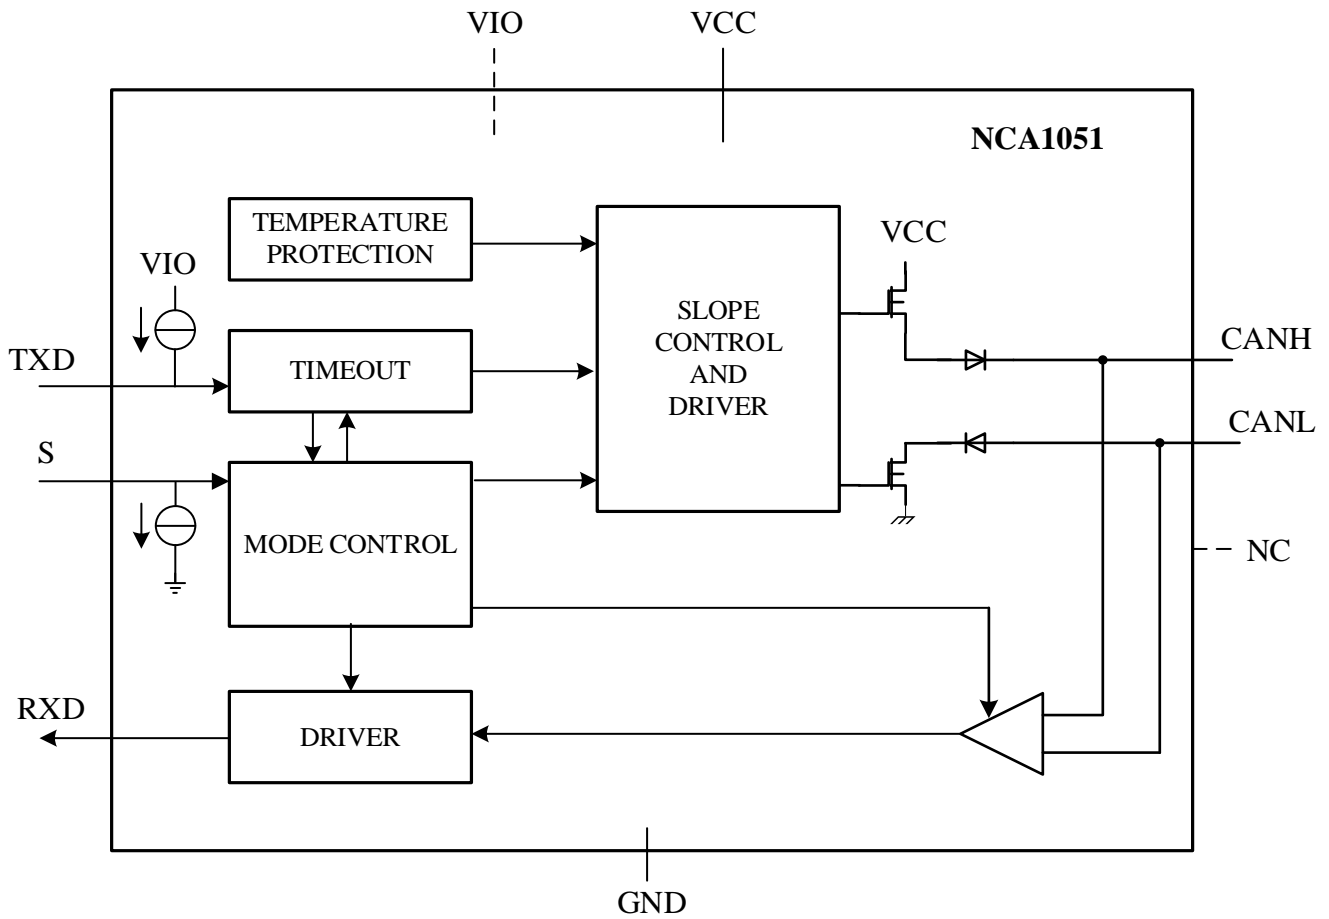 VIO
VCC
NCA1051
TEMPERATURE
PROTECTION
VIO
TXD
TIMEOUT
S
MODE CONTROL
RXD
DRIVER
SLOPE
CONTROL
AND
DRIVER
VCC
CANH
CANL
NC
GND